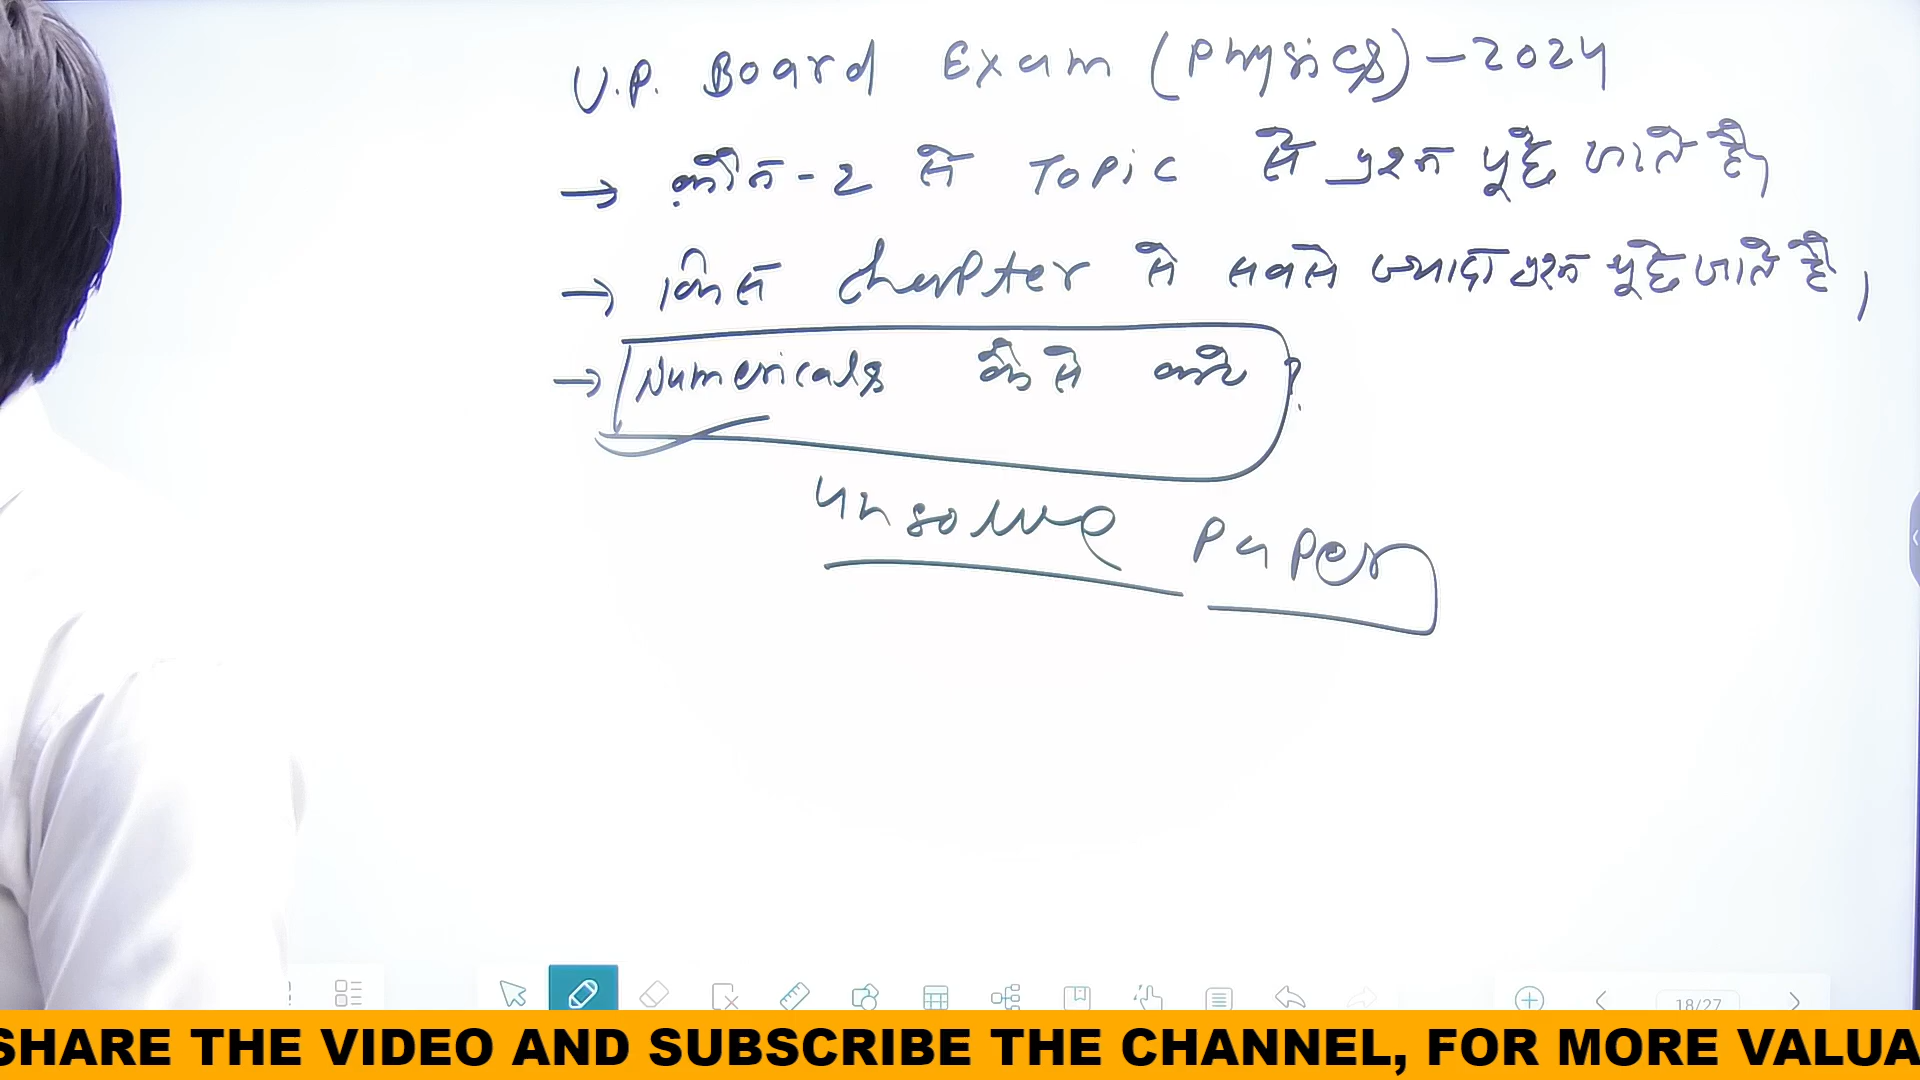 U.P. Board Exam (Physics) - 2024
→ कौन-2 से Topic से प्रश्न पूछे जाते है।
→ किस chapter से सबसे ज्यादा प्रश्न पूछे जाते है।
→ Numericals कैसे करे ?
unsolve Paper
18/27
SHARE THE VIDEO AND SUBSCRIBE THE CHANNEL, FOR MORE VALUA